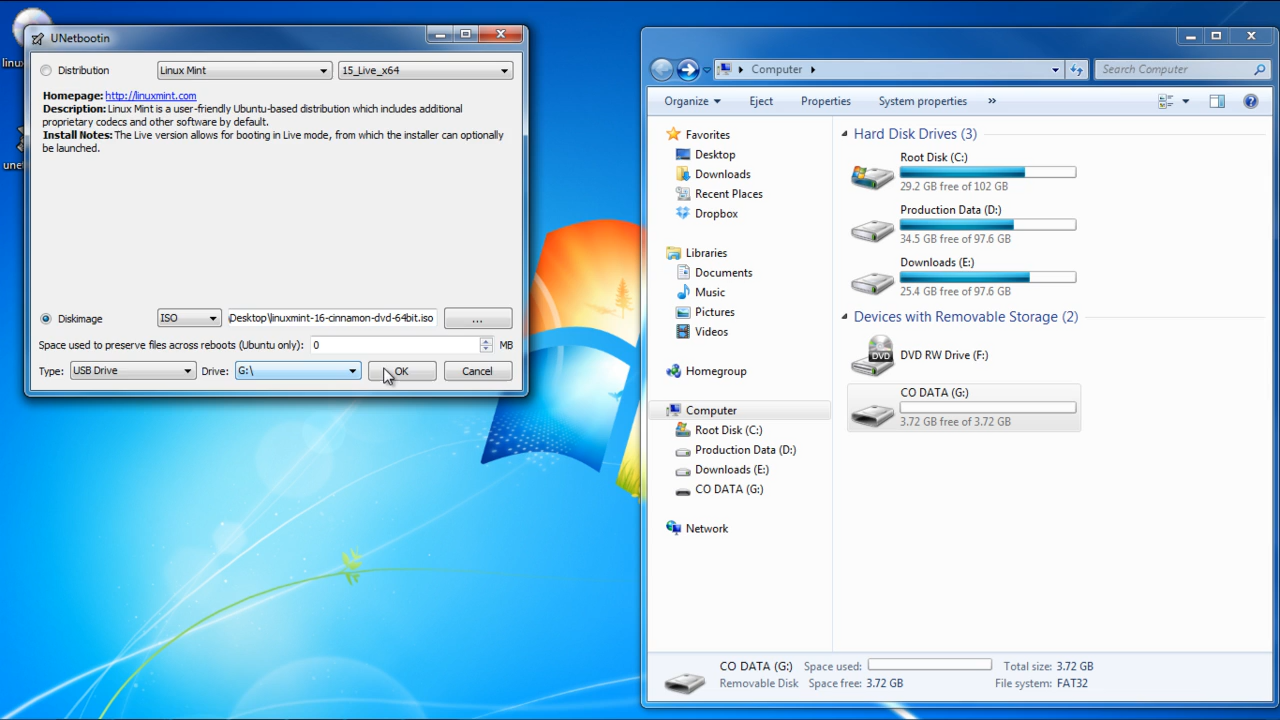 linux
UNetbootin
Distribution
Linux Mint
15_Live_x64
Homepage: http://linuxmint.com
Description: Linux Mint is a user-friendly Ubuntu-based distribution which includes additional
proprietary codecs and other software by default.
Install Notes: The Live version allows for booting in Live mode, from which the installer can optionally
be launched.
unet
Diskimage
ISO
Desktop\linuxmint-16-cinnamon-dvd-64bit.iso
...
Space used to preserve files across reboots (Ubuntu only):
0
MB
Type:
USB Drive
Drive:
G:\
OK
Cancel
Computer
Search Computer
Organize
Eject
Properties
System properties
»
Favorites
Desktop
Downloads
Recent Places
Dropbox
Libraries
Documents
Music
Pictures
Videos
Homegroup
Computer
Root Disk (C:)
Production Data (D:)
Downloads (E:)
CO DATA (G:)
Network
Hard Disk Drives (3)
Root Disk (C:)
29.2 GB free of 102 GB
Production Data (D:)
34.5 GB free of 97.6 GB
Downloads (E:)
25.4 GB free of 97.6 GB
Devices with Removable Storage (2)
DVD
DVD RW Drive (F:)
CO DATA (G:)
3.72 GB free of 3.72 GB
CO DATA (G:)
Space used:
Total size: 3.72 GB
Removable Disk
Space free: 3.72 GB
File system: FAT32